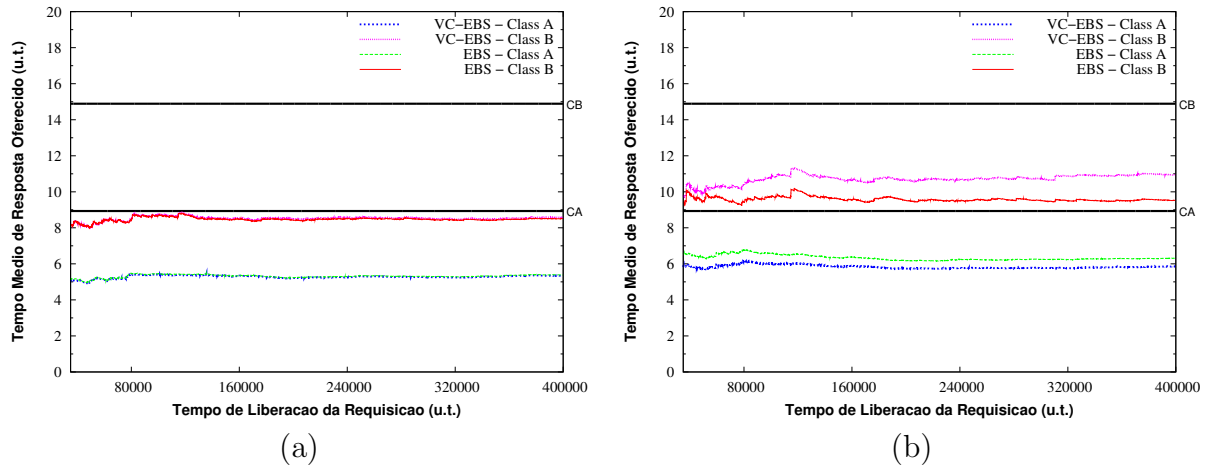 VC−EBS − Class A
VC−EBS − Class B
EBS − Class A
EBS − Class B
Tempo Medio de Resposta Oferecido (u.t.)
20
18
16
14
12
10
8
6
4
2
0
CB
CA
80000 160000 240000 320000 400000
Tempo de Liberacao da Requisicao (u.t.)
(a)
VC−EBS − Class A
VC−EBS − Class B
EBS − Class A
EBS − Class B
Tempo Medio de Resposta Oferecido (u.t.)
20
18
16
14
12
10
8
6
4
2
0
CB
CA
80000 160000 240000 320000 400000
Tempo de Liberacao da Requisicao (u.t.)
(b)